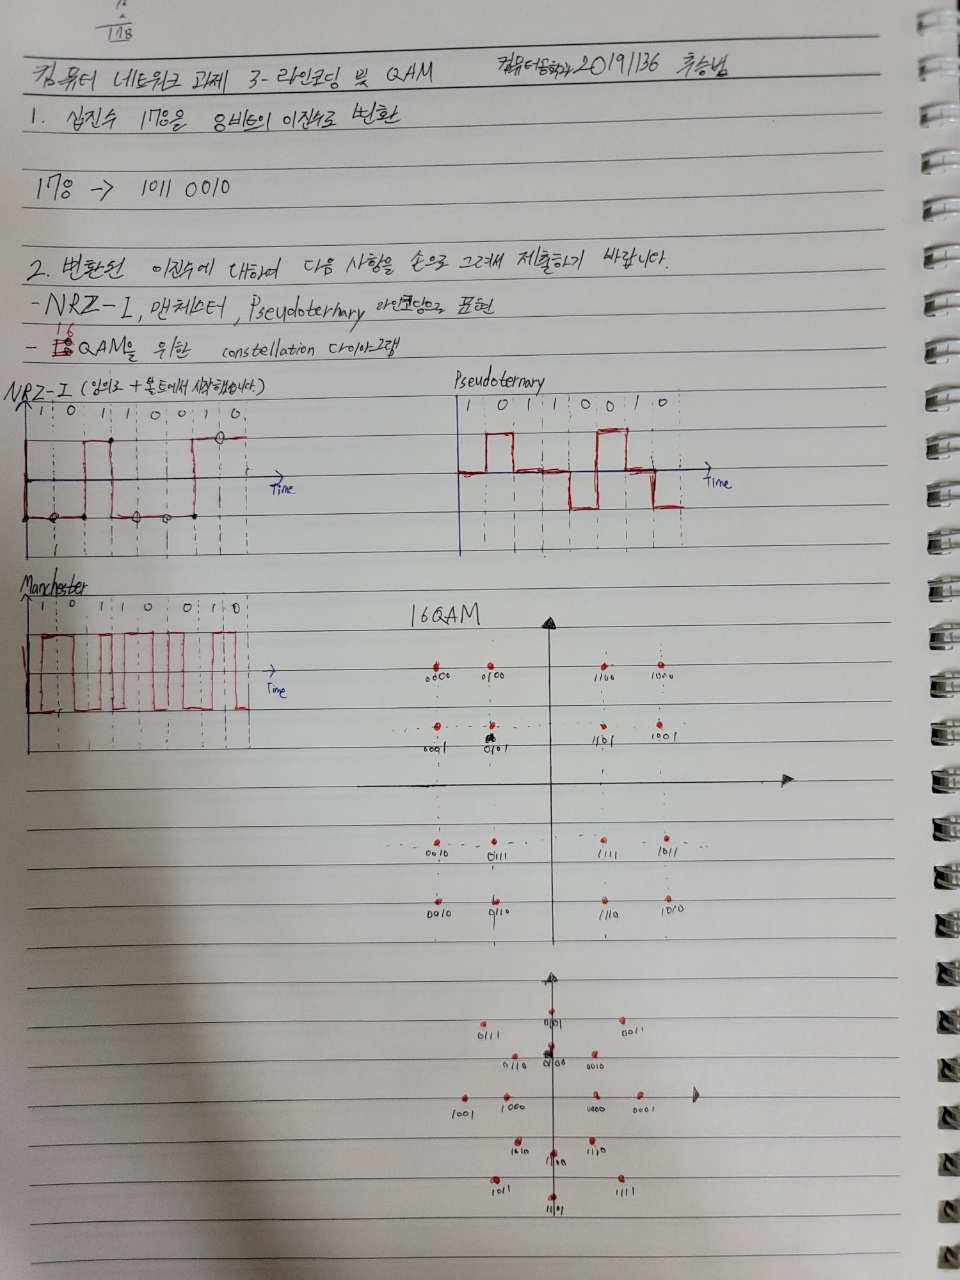 178
컴퓨터 네트워크 과제 3-라인코딩 및 QAM 컴퓨터공학과 20191136
1. 십진수 178을 8비트의 이진수로 변환
178 -> 1011 0010
2. 변환된 이진수에 대하여 다음 사항을 손으로 그려서 제출하기 바랍니다.
-NRZ-I, 맨체스터, Pseudoternary 라인코딩으로 표현
- 16 QAM을 위한 constellation 다이어그램
NRZ-I (임의로 + 볼트에서 시작했습니다.)
1 0 1 1 0 0 1 0
Time
Pseudoternary
1 0 1 1 0 0 1 0
Time
Manchester
1 0 1 1 0 0 1 0
Time
16QAM
0000 0100 1100 1000
0001 0101 1101 1001
0010 0111 1111 1011
0010 0110 1110 1010
0111 0101 0011
0110 0100 0010
1001 1000 0000 0001
1010 1100 1110
1011 1101 1111